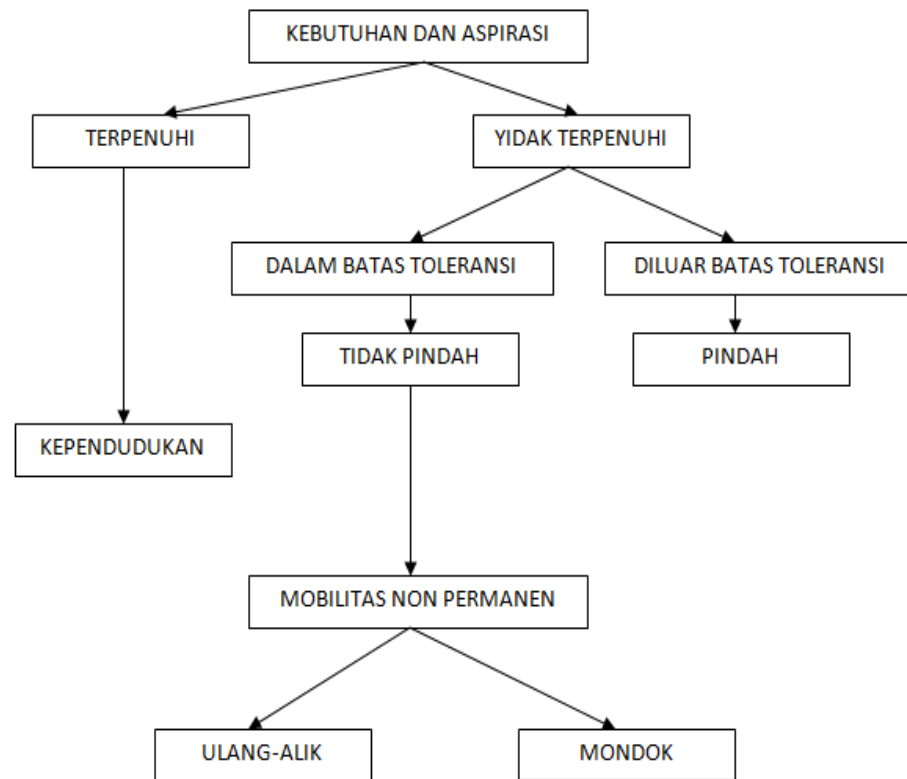 KEBUTUHAN DAN ASPIRASI
TERPENUHI
YIDAK TERPENUHI
DALAM BATAS TOLERANSI
DILUAR BATAS TOLERANSI
TIDAK PINDAH
PINDAH
KEPENDUDUKAN
MOBILITAS NON PERMANEN
ULANG-ALIK
MONDOK